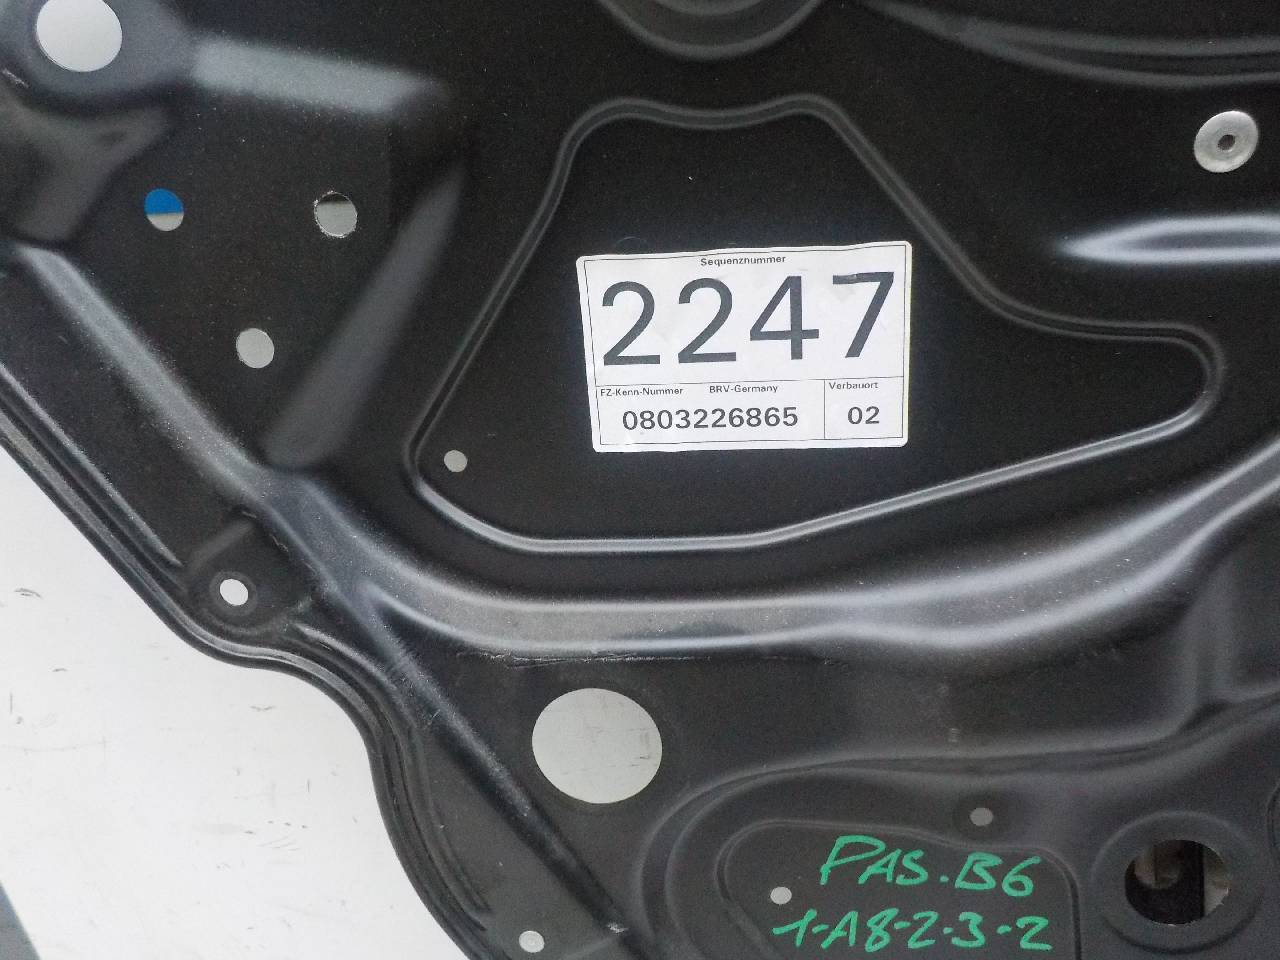 Sequenznummer
2247
FZ-Kenn-Nummer BRV-Germany Verbauort
0803226865 02
PAS.B6
1-A8-2-3-2